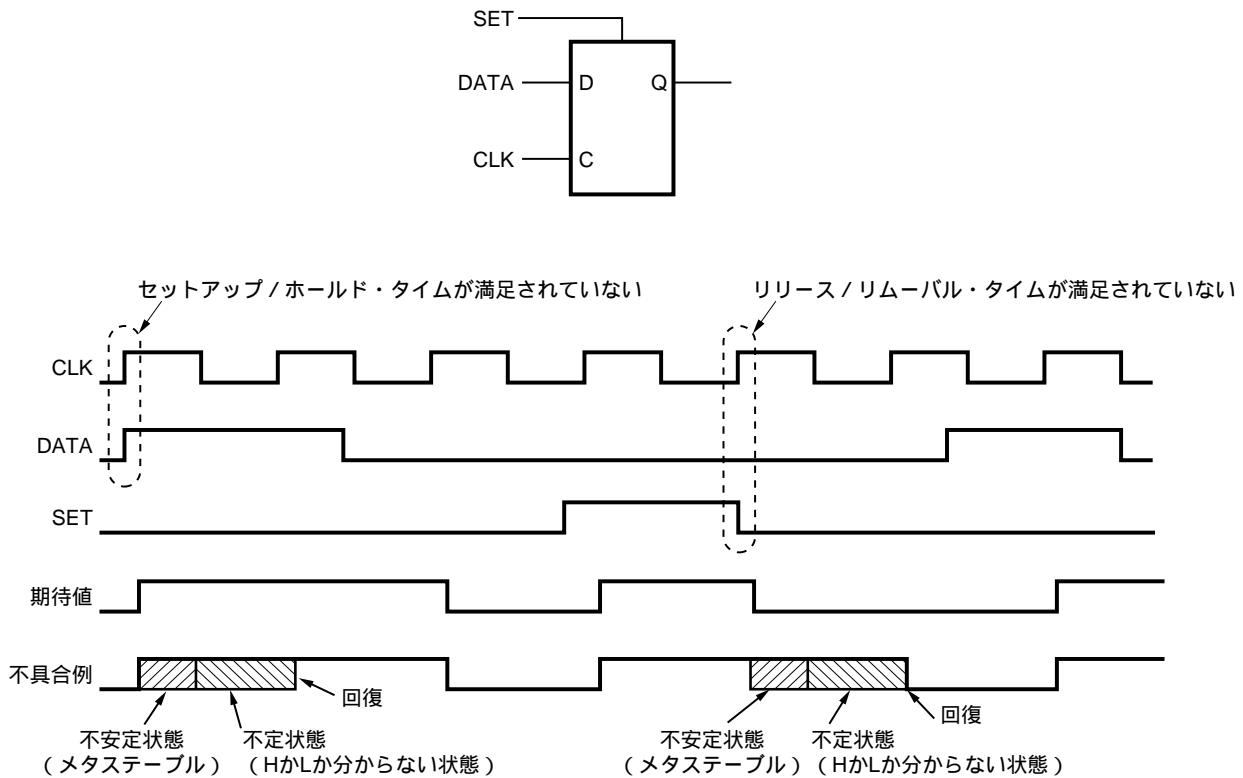 SET
DATA
D
Q
CLK
C
セットアップ / ホールド・タイムが満足されていない
リリース / リムーバル・タイムが満足されていない
CLK
DATA
SET
期待値
不具合例
回復
回復
不安定状態
(メタステーブル)
不定状態
(HかLか分からない状態)
不安定状態
(メタステーブル)
不定状態
(HかLか分からない状態)